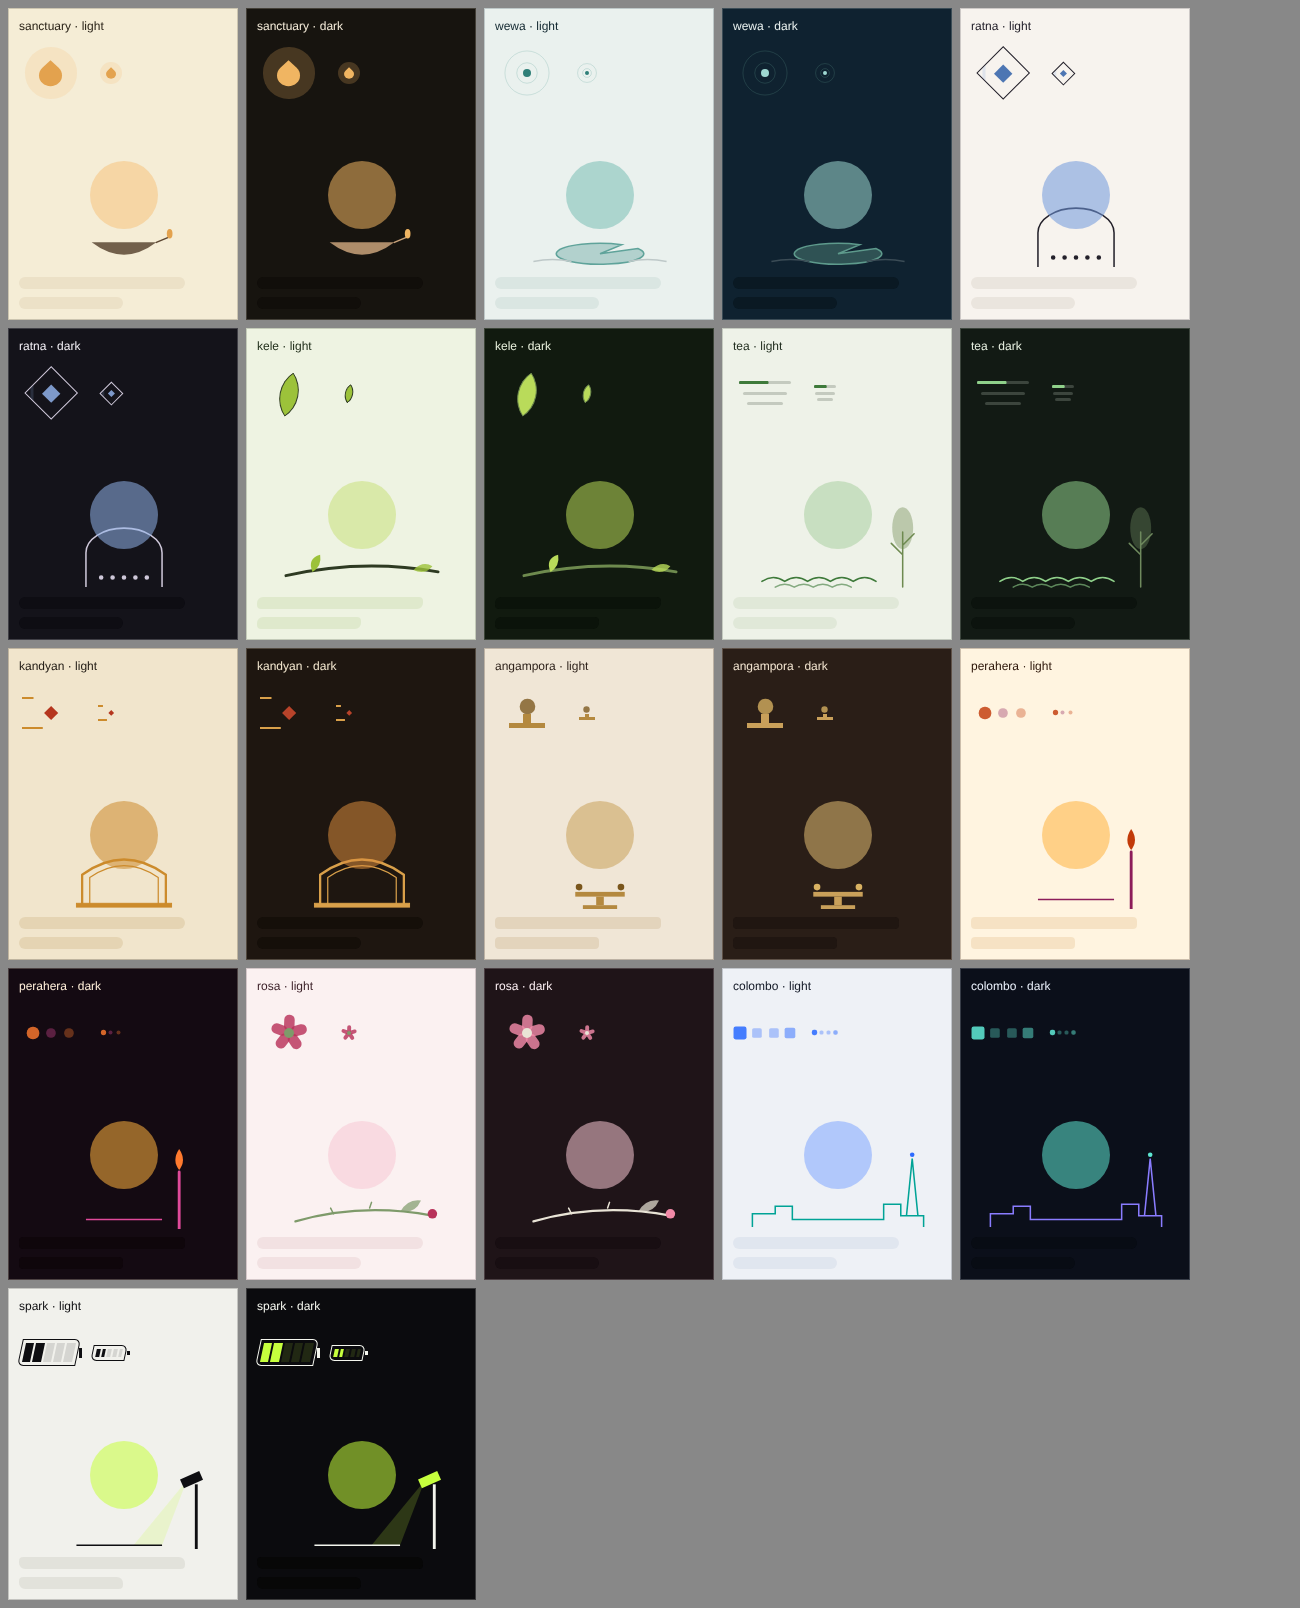 sanctuary · light
sanctuary · dark
wewa · light
wewa · dark
ratna · light
ratna · dark
kele · light
kele · dark
tea · light
tea · dark
kandyan · light
kandyan · dark
angampora · light
angampora · dark
perahera · light
perahera · dark
rosa · light
rosa · dark
colombo · light
colombo · dark
spark · light
spark · dark